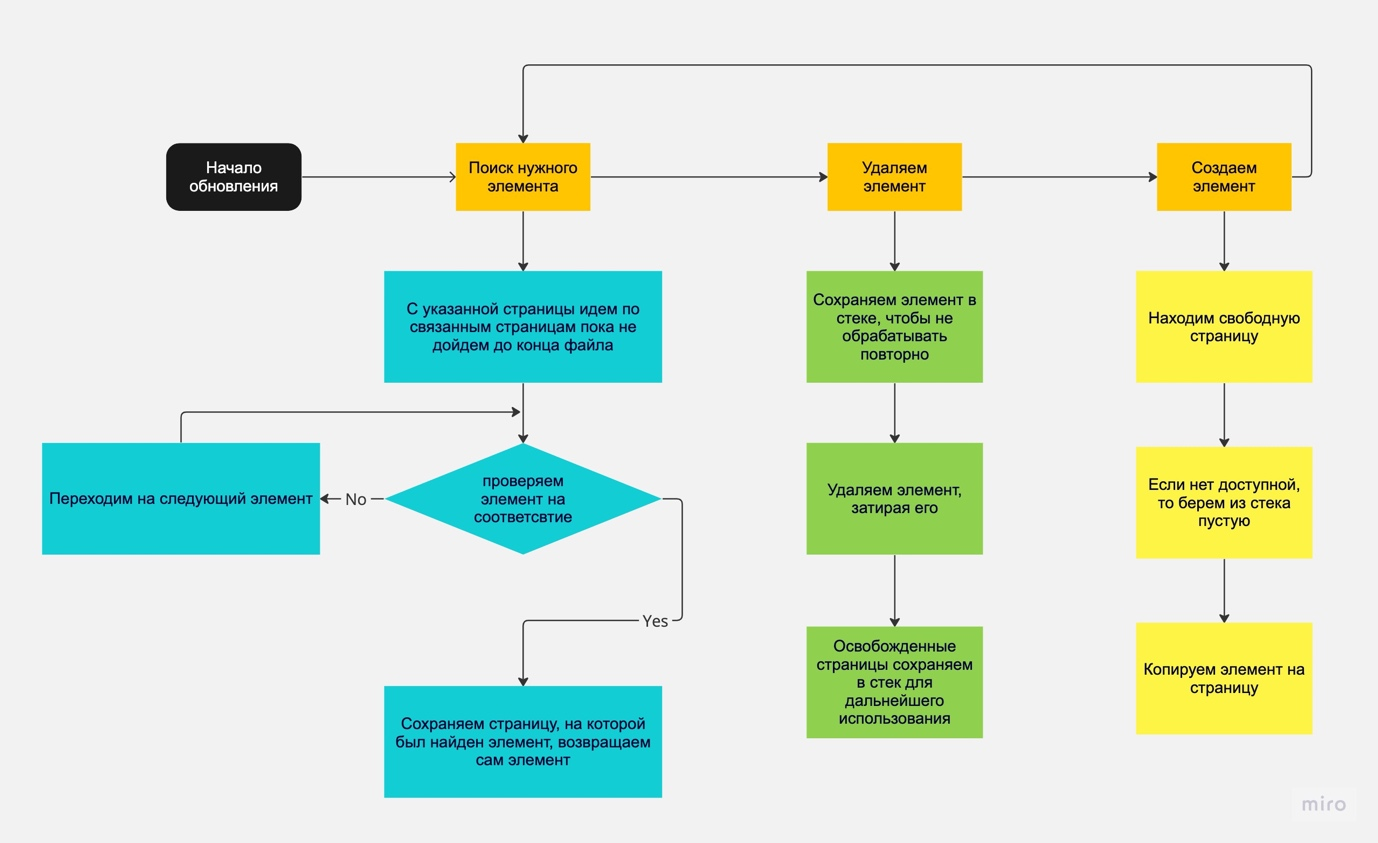 Начало
обновления
Поиск нужного
элемента
Удаляем
элемент
Создаем
элемент
С указанной страницы идем по
связанным страницам пока не
дойдем до конца файла
Сохраняем элемент в
стеке, чтобы не
обрабатывать
повторно
Находим свободную
страницу
Переходим на следующий элемент
No
проверяем
элемент на
соответсвтие
Удаляем элемент,
затирая его
Если нет доступной,
то берем из стека
пустую
Yes
Освобожденные
страницы сохраняем
в стек для
дальнейшего
использования
Копируем элемент на
страницу
Сохраняем страницу, на которой
был найден элемент, возвращаем
сам элемент
miro